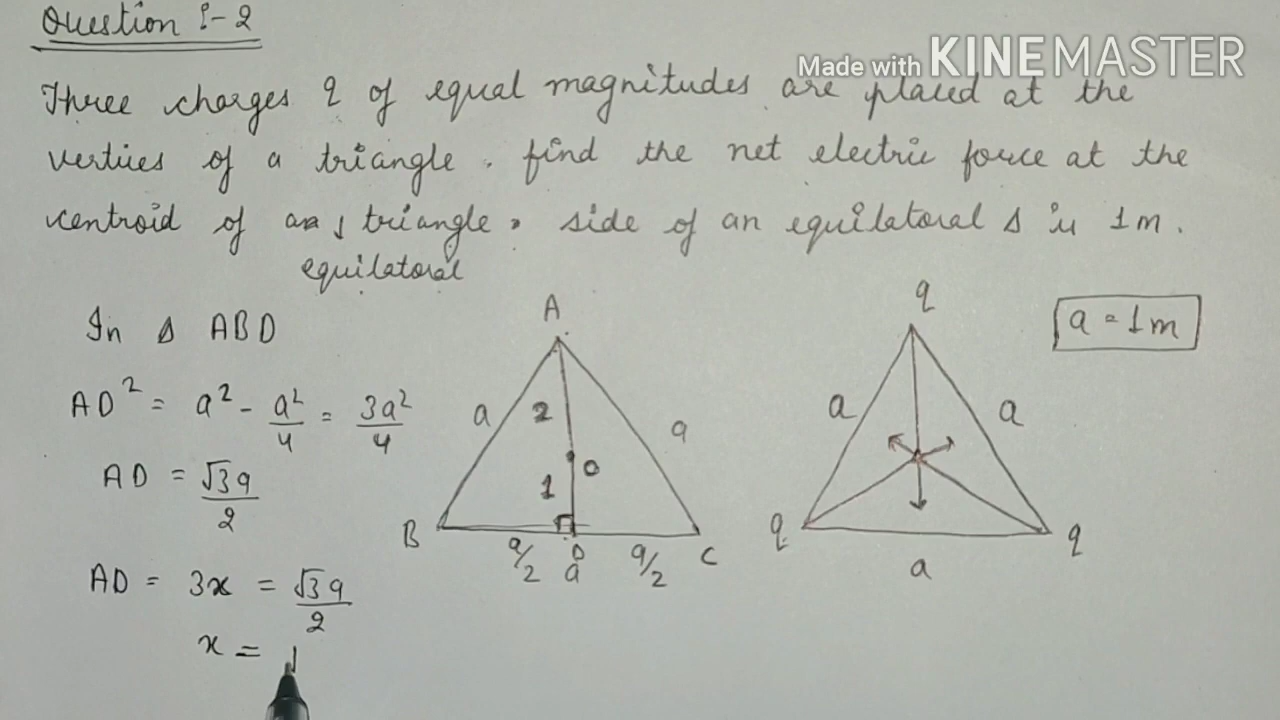 Question :- 2
Made with KINEMASTER
Three charges q of equal magnitudes are placed at the
vertices of a triangle. find the net electric force at the
centroid of an triangle, side of an equilatoral Δ is 1m.
equilatoral
In Δ ABD
AD² = a² - a²/4 = 3a²/4
AD = √3a/2
AD = 3x = √3a/2
x =
A
a
2
a
O
1
B
a/2
D
a/2
C
a
q
a = 1m
a
a
q
q
a